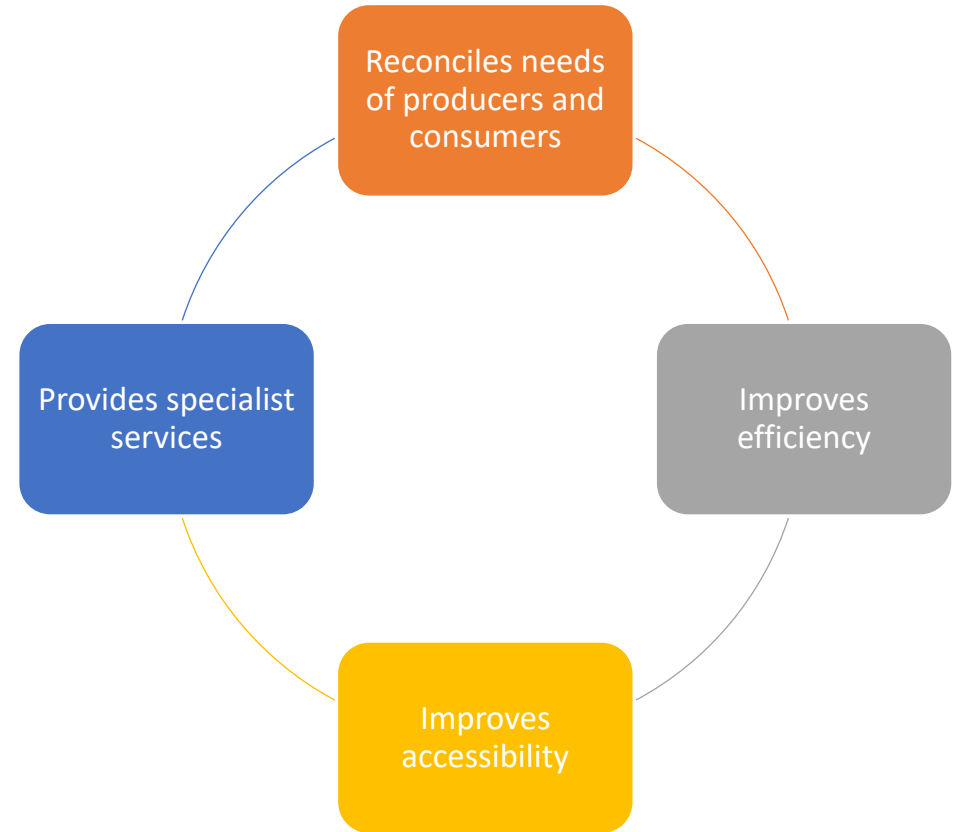 Reconciles needs
of producers and
consumers
Provides specialist
services
Improves
efficiency
Improves
accessibility